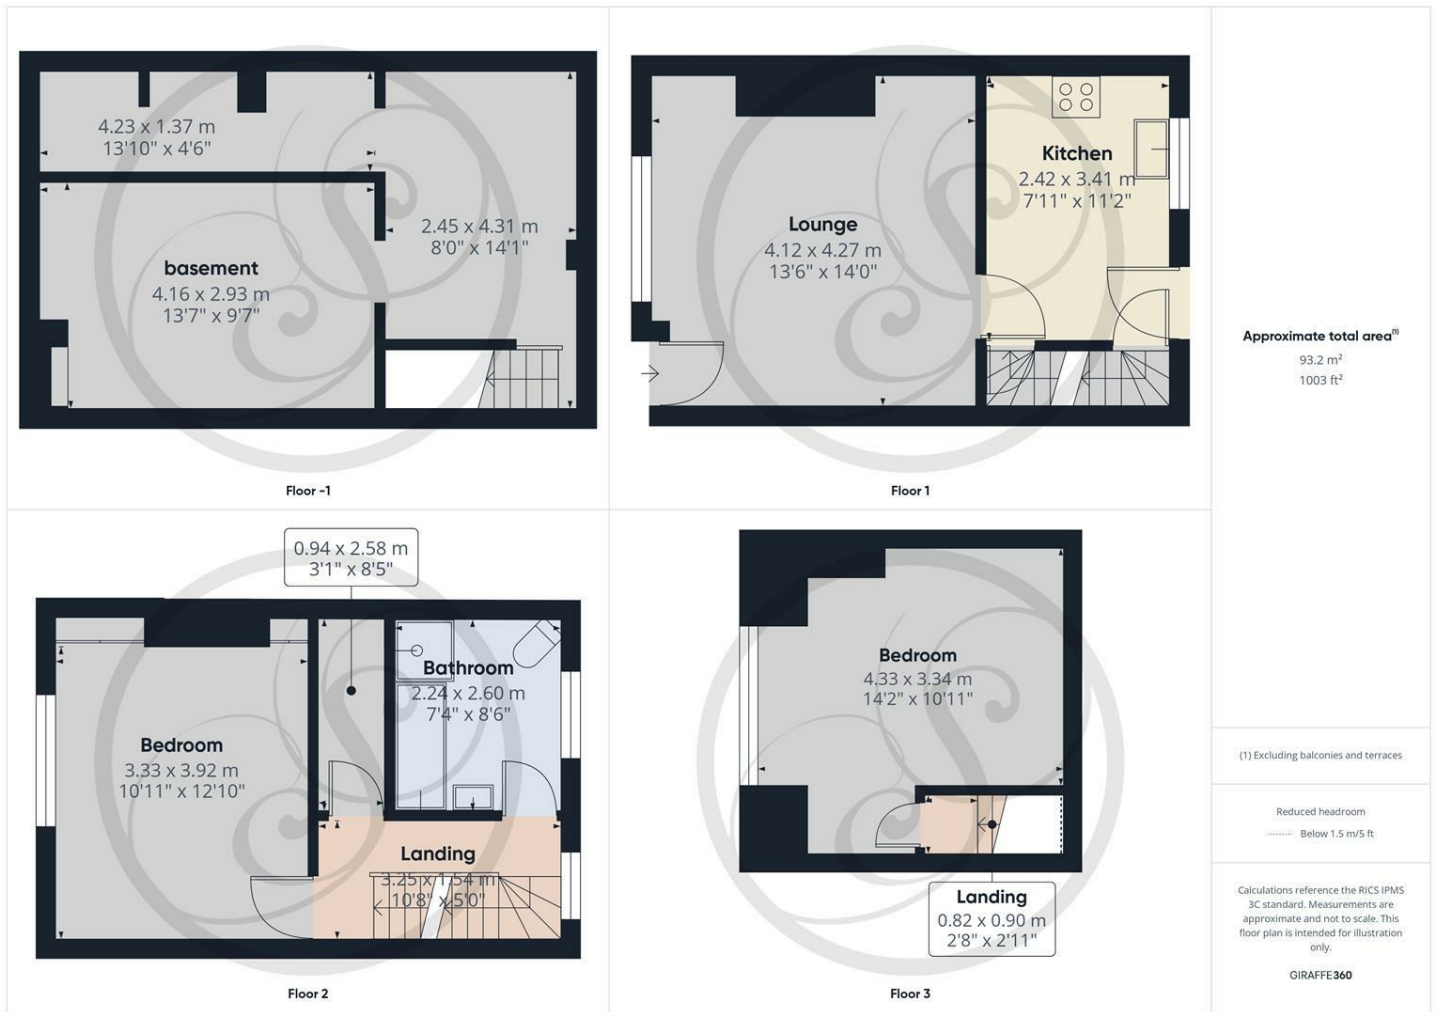 4.23 x 1.37 m
13'10" x 4'6"
basement
4.16 x 2.93 m
13'7" x 9'7"
2.45 x 4.31 m
8'0" x 14'1"
Floor -1
Lounge
4.12 x 4.27 m
13'6" x 14'0"
Kitchen
2.42 x 3.41 m
7'11" x 11'2"
Floor 1
0.94 x 2.58 m
3'1" x 8'5"
Bathroom
2.24 x 2.60 m
7'4" x 8'6"
Bedroom
3.33 x 3.92 m
10'11" x 12'10"
Landing
3.25 x 1.54 m
10'8" x 5'0"
Floor 2
Bedroom
4.33 x 3.34 m
14'2" x 10'11"
Landing
0.82 x 0.90 m
2'8" x 2'11"
Floor 3
Approximate total area(1)
93.2 m²
1003 ft²
(1) Excluding balconies and terraces
Reduced headroom
Below 1.5 m/5 ft
Calculations reference the RICS IPMS
3C standard. Measurements are
approximate and not to scale. This
floor plan is intended for illustration
only.
GIRAFFE360